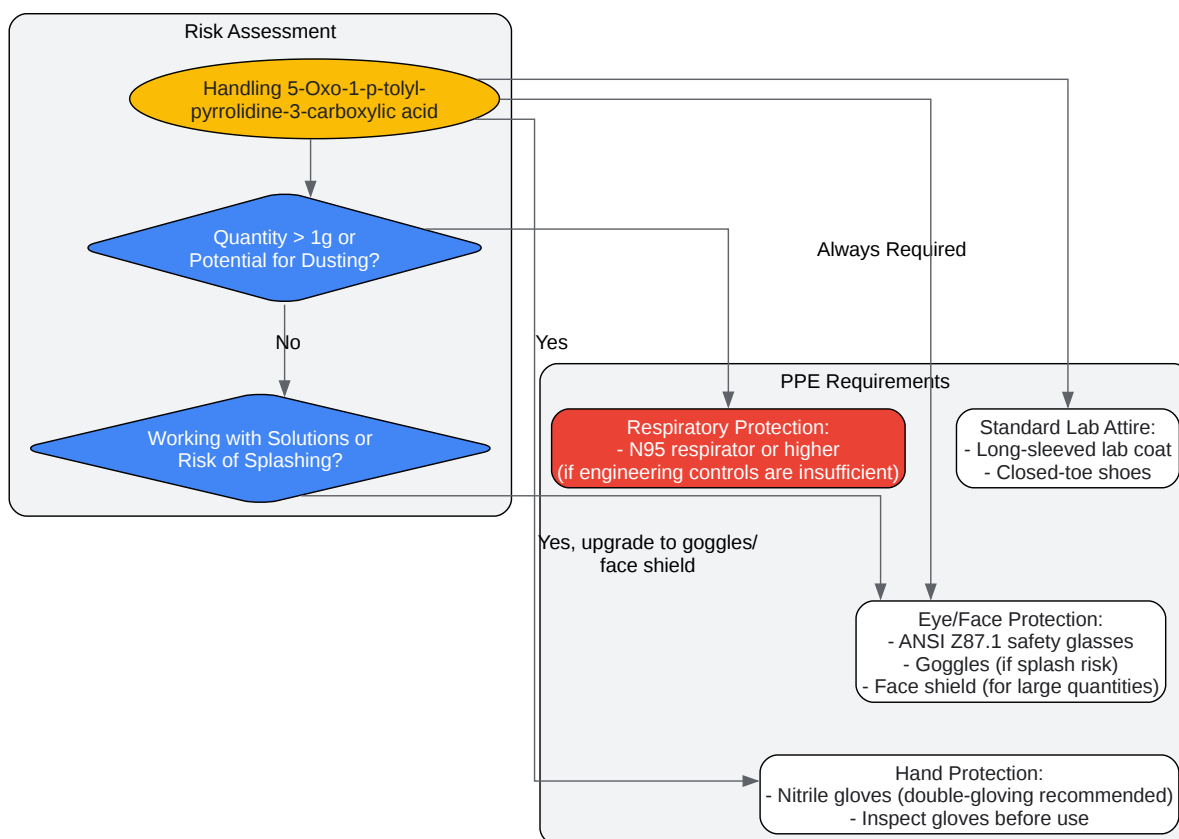 Risk Assessment
Handling 5-Oxo-1-p-tolyl-
pyrrolidine-3-carboxylic acid
Quantity > 1g or
Potential for Dusting?
Always Required
No
Yes
PPE Requirements
Respiratory Protection:
- N95 respirator or higher
(if engineering controls are insufficient)
Standard Lab Attire:
- Long-sleeved lab coat
- Closed-toe shoes
Working with Solutions or
Risk of Splashing?
Yes, upgrade to goggles/
face shield
Eye/Face Protection:
- ANSI Z87.1 safety glasses
- Goggles (if splash risk)
- Face shield (for large quantities)
Hand Protection:
- Nitrile gloves (double-gloving recommended)
- Inspect gloves before use